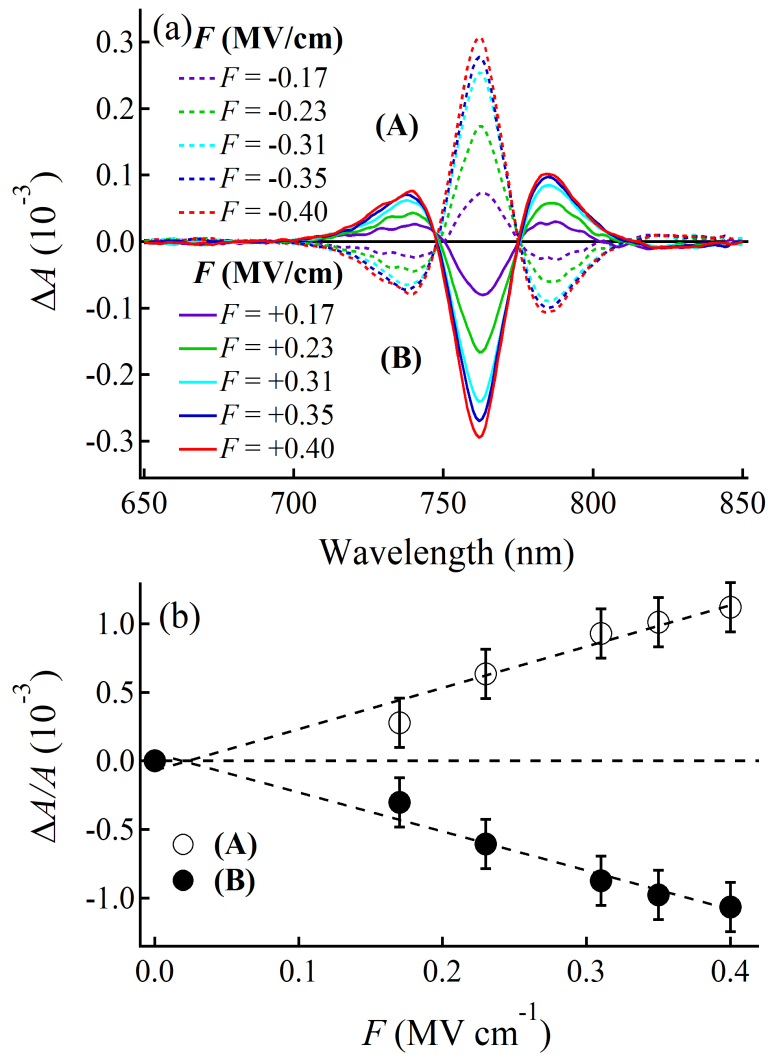 (a)
F (MV/cm)
F = -0.17
F = -0.23
F = -0.31
F = -0.35
F = -0.40
(A)
F (MV/cm)
F = +0.17
F = +0.23
F = +0.31
F = +0.35
F = +0.40
(B)
0.3
0.2
0.1
0.0
-0.1
-0.2
-0.3
ΔA (10⁻³)
650
700
750
800
850
Wavelength (nm)
(b)
1.0
0.5
0.0
-0.5
-1.0
ΔA/A (10⁻³)
(A)
(B)
0.0
0.1
0.2
0.3
0.4
F (MV cm⁻¹)